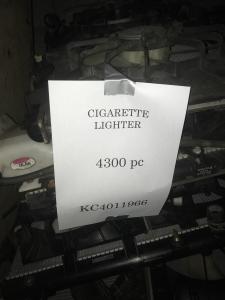 CIGARETTE
LIGHTER
4300 pc
KC4011966